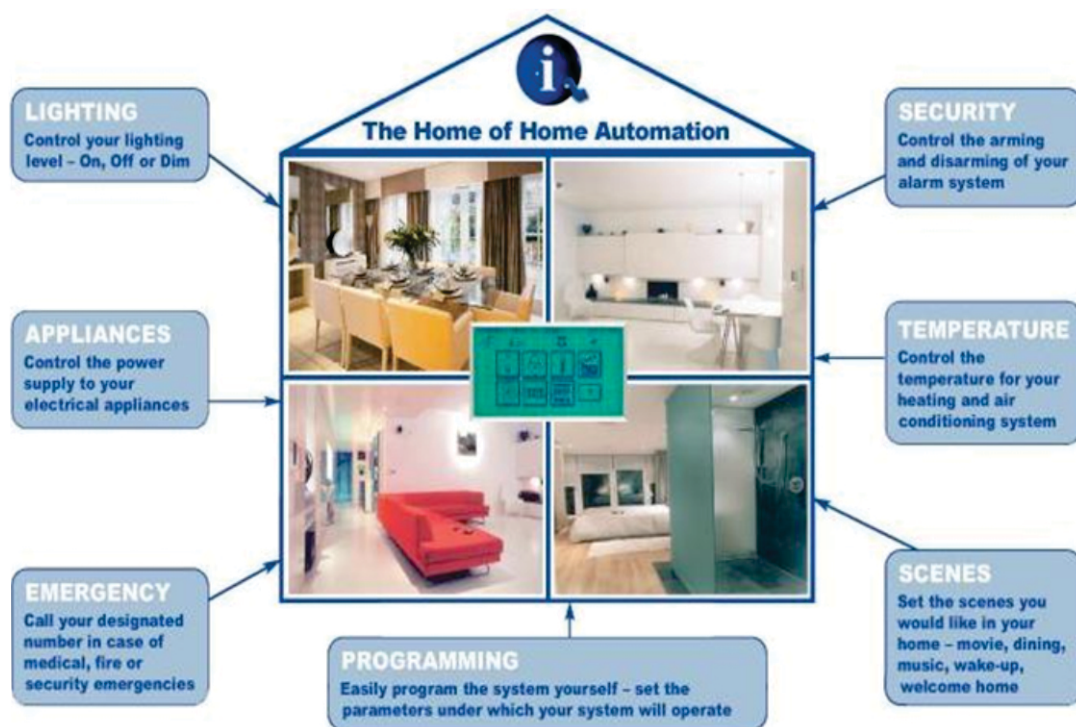 i
The Home of Home Automation
LIGHTING
Control your lighting
level – On, Off or Dim
APPLIANCES
Control the power
supply to your
electrical appliances
EMERGENCY
Call your designated
number in case of
medical, fire or
security emergencies
PROGRAMMING
Easily program the system yourself – set the
parameters under which your system will operate
SECURITY
Control the arming
and disarming of your
alarm system
TEMPERATURE
Control the
temperature for your
heating and air
conditioning system
SCENES
Set the scenes you
would like in your
home – movie, dining,
music, wake-up,
welcome home